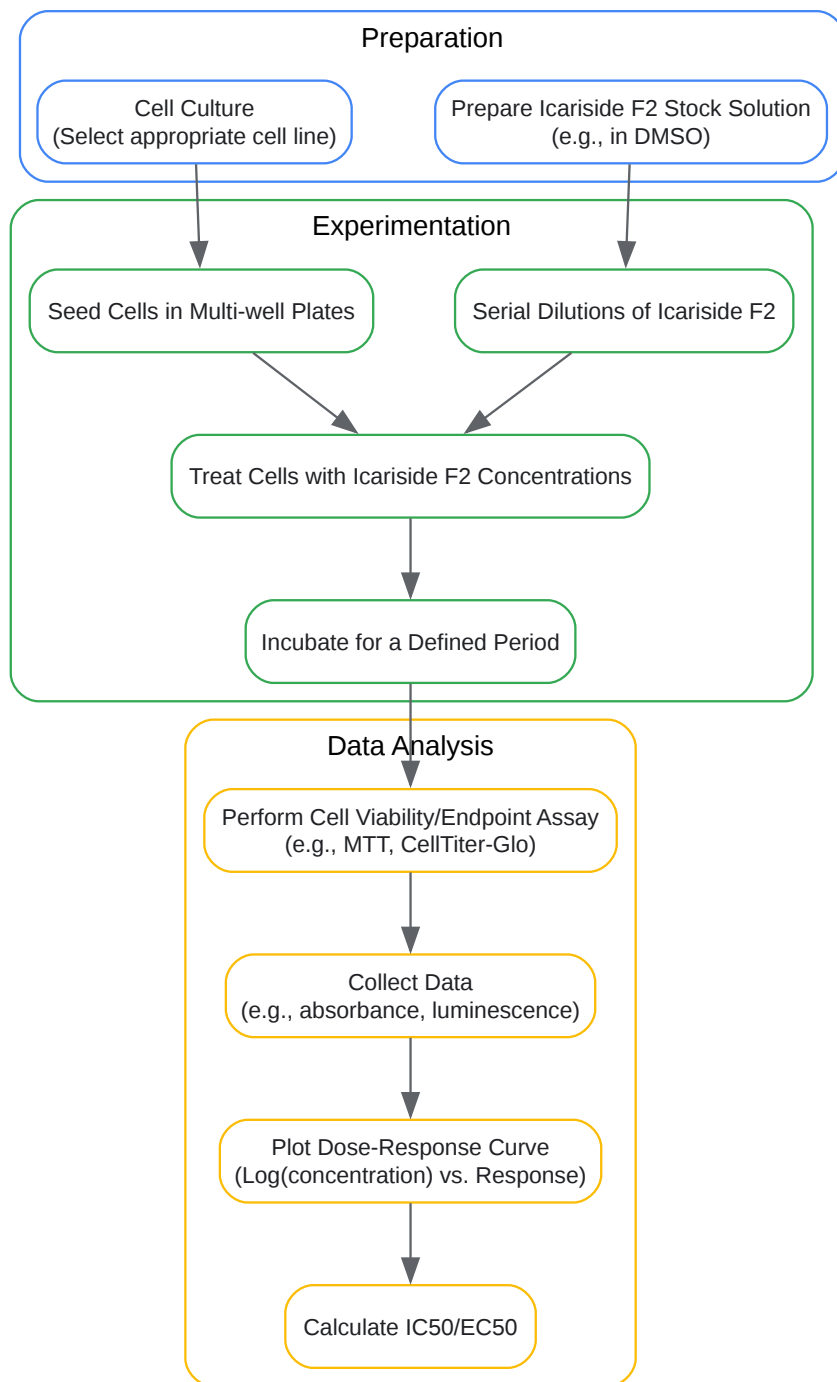 Preparation
Cell Culture
(Select appropriate cell line)
Prepare Icariside F2 Stock Solution
(e.g., in DMSO)
Experimentation
Seed Cells in Multi-well Plates
Serial Dilutions of Icariside F2
Treat Cells with Icariside F2 Concentrations
Incubate for a Defined Period
Data Analysis
Perform Cell Viability/Endpoint Assay
(e.g., MTT, CellTiter-Glo)
Collect Data
(e.g., absorbance, luminescence)
Plot Dose-Response Curve
(Log(concentration) vs. Response)
Calculate IC50/EC50